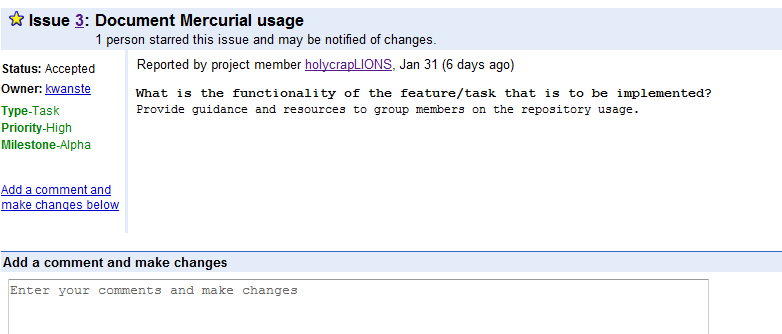 Issue 3: Document Mercurial usage
1 person starred this issue and may be notified of changes.
Status: Accepted
Owner: kwanste
Type-Task
Priority-High
Milestone-Alpha
Add a comment and
make changes below
Reported by project member holycrapLIONS, Jan 31 (6 days ago)
What is the functionality of the feature/task that is to be implemented?
Provide guidance and resources to group members on the repository usage.
Add a comment and make changes
Enter your comments and make changes